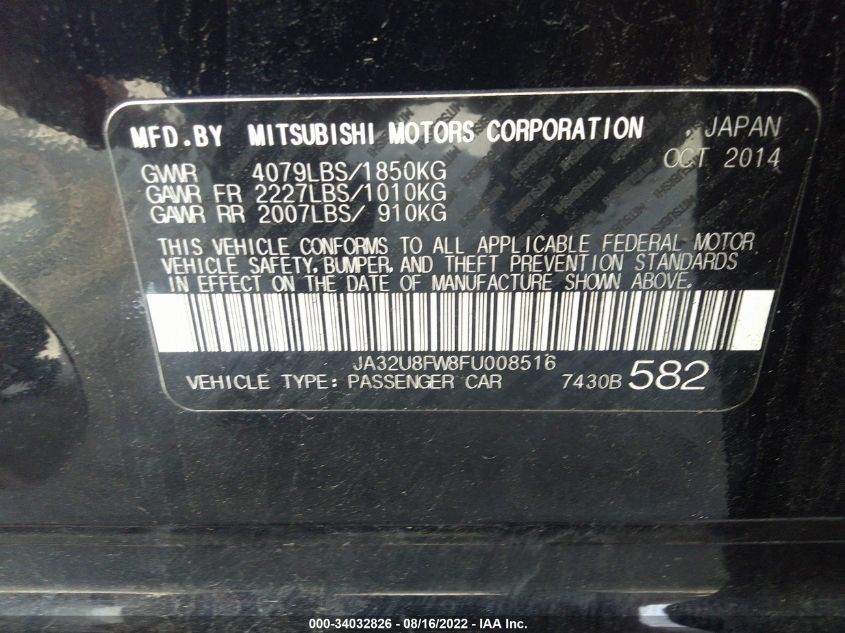 MFD.BY MITSUBISHI MOTORS CORPORATION , JAPAN
OCT 2014
GVWR 4079LBS/1850KG
GAWR FR 2227LBS/1010KG
GAWR RR 2007LBS/ 910KG
THIS VEHICLE CONFORMS TO ALL APPLICABLE FEDERAL MOTOR
VEHICLE SAFETY, BUMPER, AND THEFT PREVENTION STANDARDS
IN EFFECT ON THE DATE OF MANUFACTURE SHOWN ABOVE.
JA32U8FW8FU008516
VEHICLE TYPE: PASSENGER CAR 7430B 582
000-34032826 - 08/16/2022 - IAA Inc.